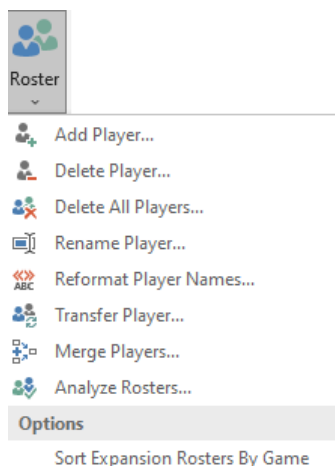 Roster
Add Player...
Delete Player...
Delete All Players...
Rename Player...
ABC
Reformat Player Names...
Transfer Player...
Merge Players...
Analyze Rosters...
Options
Sort Expansion Rosters By Game